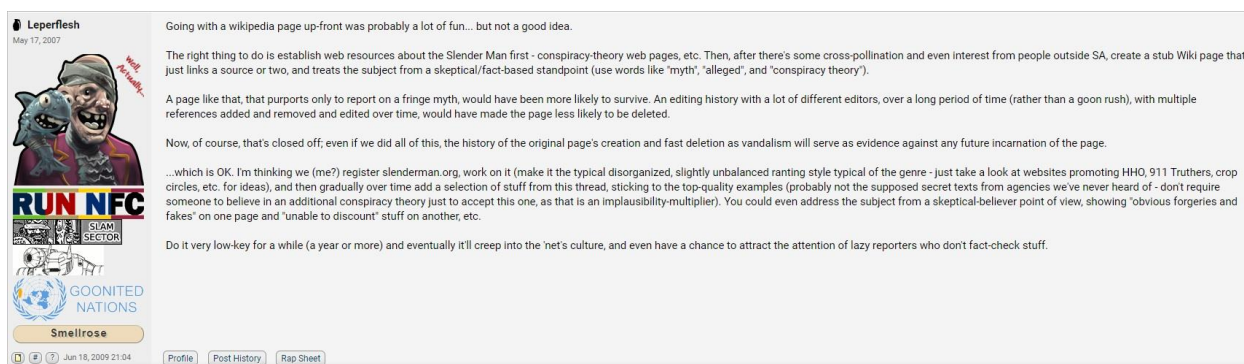 Leperflesh
May 17, 2007
Well, Actually...
RUN NFC
SLAM
SECTOR
GOONITED
NATIONS
Smellrose
# ? Jun 18, 2009 21:04
Going with a wikipedia page up-front was probably a lot of fun... but not a good idea.
The right thing to do is establish web resources about the Slender Man first - conspiracy-theory web pages, etc. Then, after there's some cross-pollination and even interest from people outside SA, create a stub Wiki page that
just links a source or two, and treats the subject from a skeptical/fact-based standpoint (use words like "myth", "alleged", and "conspiracy theory").
A page like that, that purports only to report on a fringe myth, would have been more likely to survive. An editing history with a lot of different editors, over a long period of time (rather than a goon rush), with multiple
references added and removed and edited over time, would have made the page less likely to be deleted.
Now, of course, that's closed off; even if we did all of this, the history of the original page's creation and fast deletion as vandalism will serve as evidence against any future incarnation of the page.
...which is OK. I'm thinking we (me?) register slenderman.org, work on it (make it the typical disorganized, slightly unbalanced ranting style typical of the genre - just take a look at websites promoting HHO, 911 Truthers, crop
circles, etc. for ideas), and then gradually over time add a selection of stuff from this thread, sticking to the top-quality examples (probably not the supposed secret texts from agencies we've never heard of - don't require
someone to believe in an additional conspiracy theory just to accept this one, as that is an implausibility-multiplier). You could even address the subject from a skeptical-believer point of view, showing "obvious forgeries and
fakes" on one page and "unable to discount" stuff on another, etc.
Do it very low-key for a while (a year or more) and eventually it'll creep into the 'net's culture, and even have a chance to attract the attention of lazy reporters who don't fact-check stuff.
Profile Post History Rap Sheet